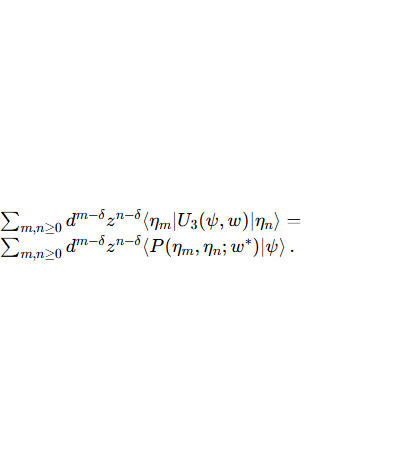 ∑_{m,n≥0} d^{m−δ} z^{n−δ} ⟨η_m|U_3(ψ, w)|η_n⟩ =
∑_{m,n≥0} d^{m−δ} z^{n−δ} ⟨P(η_m, η_n; w^*)|ψ⟩ .